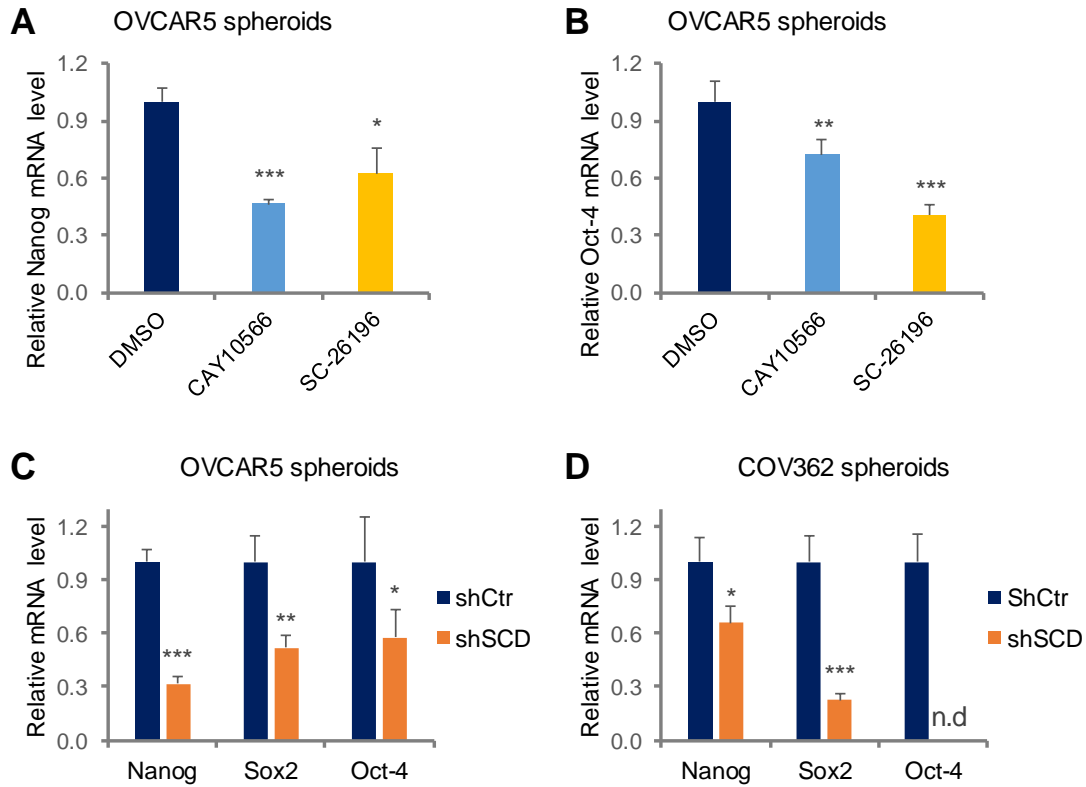 A OVCAR5 spheroids
Relative Nanog mRNA level
1.2
0.9
0.6
0.3
0.0
***
*
DMSO
CAY10566
SC-26196
B OVCAR5 spheroids
Relative Oct-4 mRNA level
1.2
0.9
0.6
0.3
0.0
**
***
DMSO
CAY10566
SC-26196
C OVCAR5 spheroids
Relative mRNA level
1.2
0.9
0.6
0.3
0.0
***
**
*
Nanog Sox2 Oct-4
shCtr
shSCD
D COV362 spheroids
Relative mRNA level
1.2
0.9
0.6
0.3
0.0
*
***
n.d
Nanog Sox2 Oct-4
ShCtr
shSCD